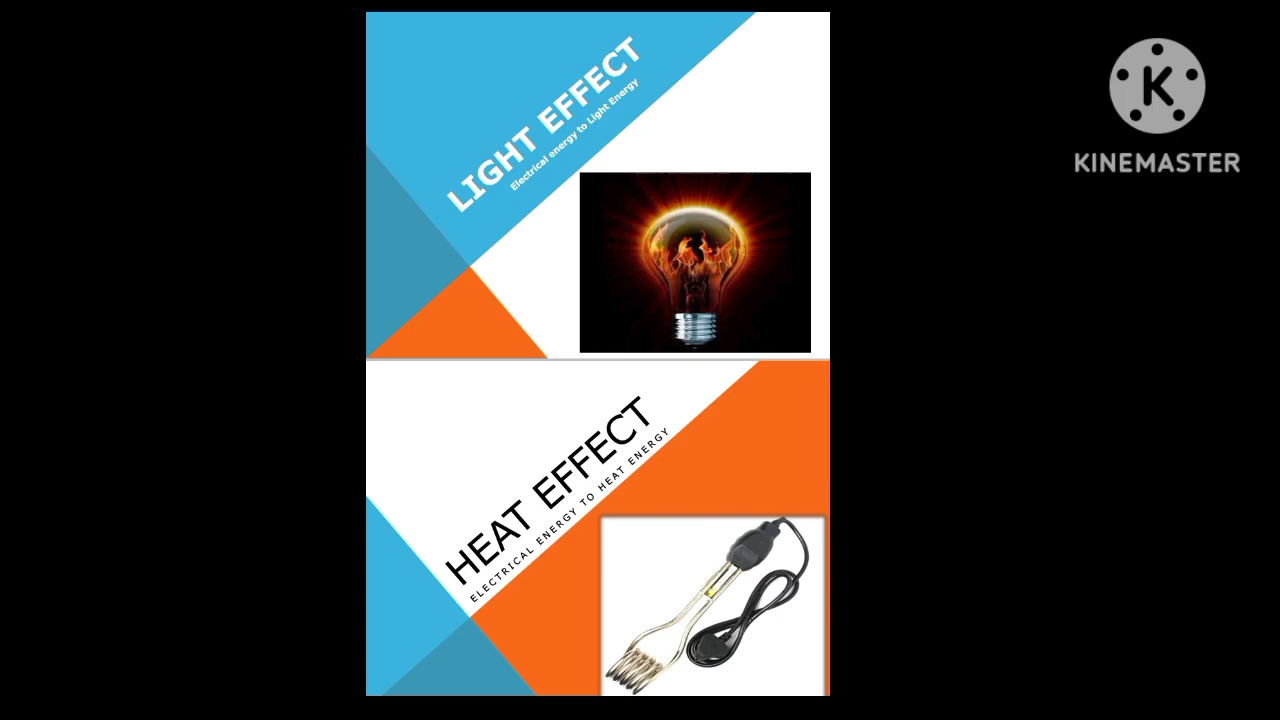 LIGHT EFFECT
Electrical energy to Light Energy
K
KINEMASTER
HEAT EFFECT
ELECTRICAL ENERGY TO HEAT ENERGY